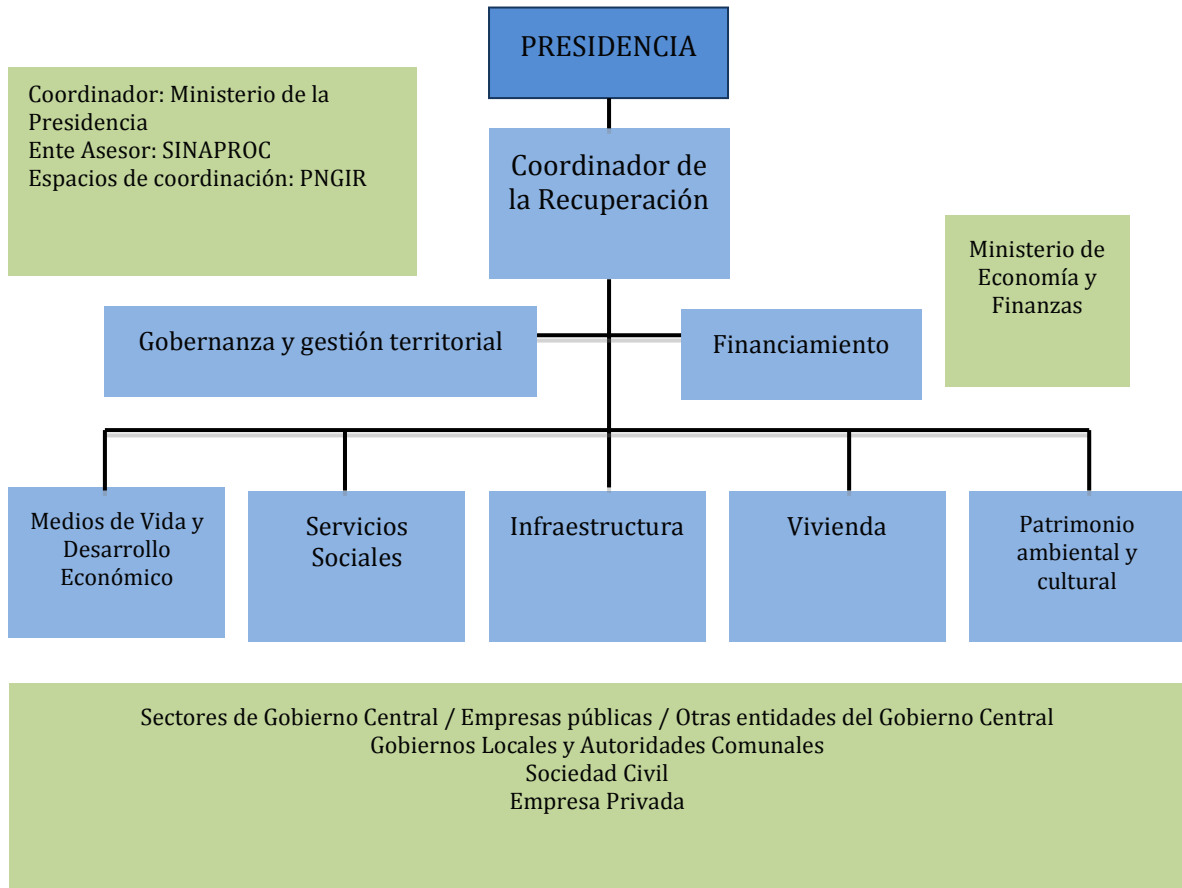 PRESIDENCIA
Coordinador: Ministerio de la
Presidencia
Ente Asesor: SINAPROC
Espacios de coordinación: PNGIR
Coordinador de
la Recuperación
Ministerio de
Economía y
Finanzas
Gobernanza y gestión territorial
Financiamiento
Medios de Vida y
Desarrollo
Económico
Servicios
Sociales
Infraestructura
Vivienda
Patrimonio
ambiental y
cultural
Sectores de Gobierno Central / Empresas públicas / Otras entidades del Gobierno Central
Gobiernos Locales y Autoridades Comunales
Sociedad Civil
Empresa Privada